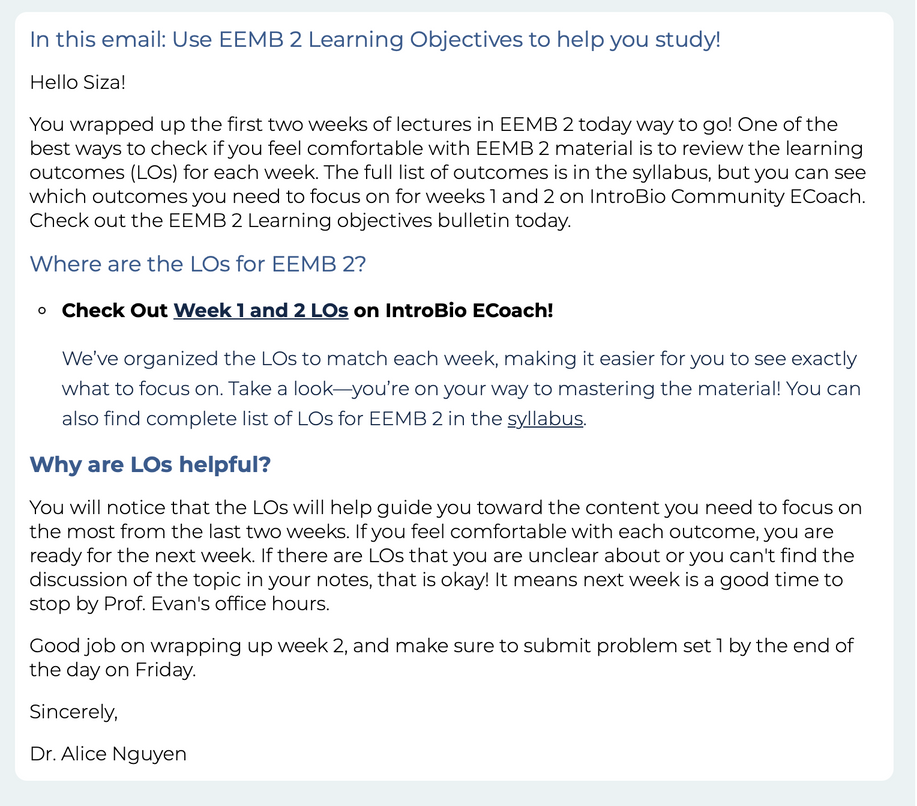 In this email: Use EEMB 2 Learning Objectives to help you study!
Hello Siza!
You wrapped up the first two weeks of lectures in EEMB 2 today way to go! One of the
best ways to check if you feel comfortable with EEMB 2 material is to review the learning
outcomes (LOs) for each week. The full list of outcomes is in the syllabus, but you can see
which outcomes you need to focus on for weeks 1 and 2 on IntroBio Community ECoach.
Check out the EEMB 2 Learning objectives bulletin today.
Where are the LOs for EEMB 2?
Check Out Week 1 and 2 LOs on IntroBio ECoach!
We’ve organized the LOs to match each week, making it easier for you to see exactly
what to focus on. Take a look—you’re on your way to mastering the material! You can
also find complete list of LOs for EEMB 2 in the syllabus.
Why are LOs helpful?
You will notice that the LOs will help guide you toward the content you need to focus on
the most from the last two weeks. If you feel comfortable with each outcome, you are
ready for the next week. If there are LOs that you are unclear about or you can't find the
discussion of the topic in your notes, that is okay! It means next week is a good time to
stop by Prof. Evan's office hours.
Good job on wrapping up week 2, and make sure to submit problem set 1 by the end of
the day on Friday.
Sincerely,
Dr. Alice Nguyen